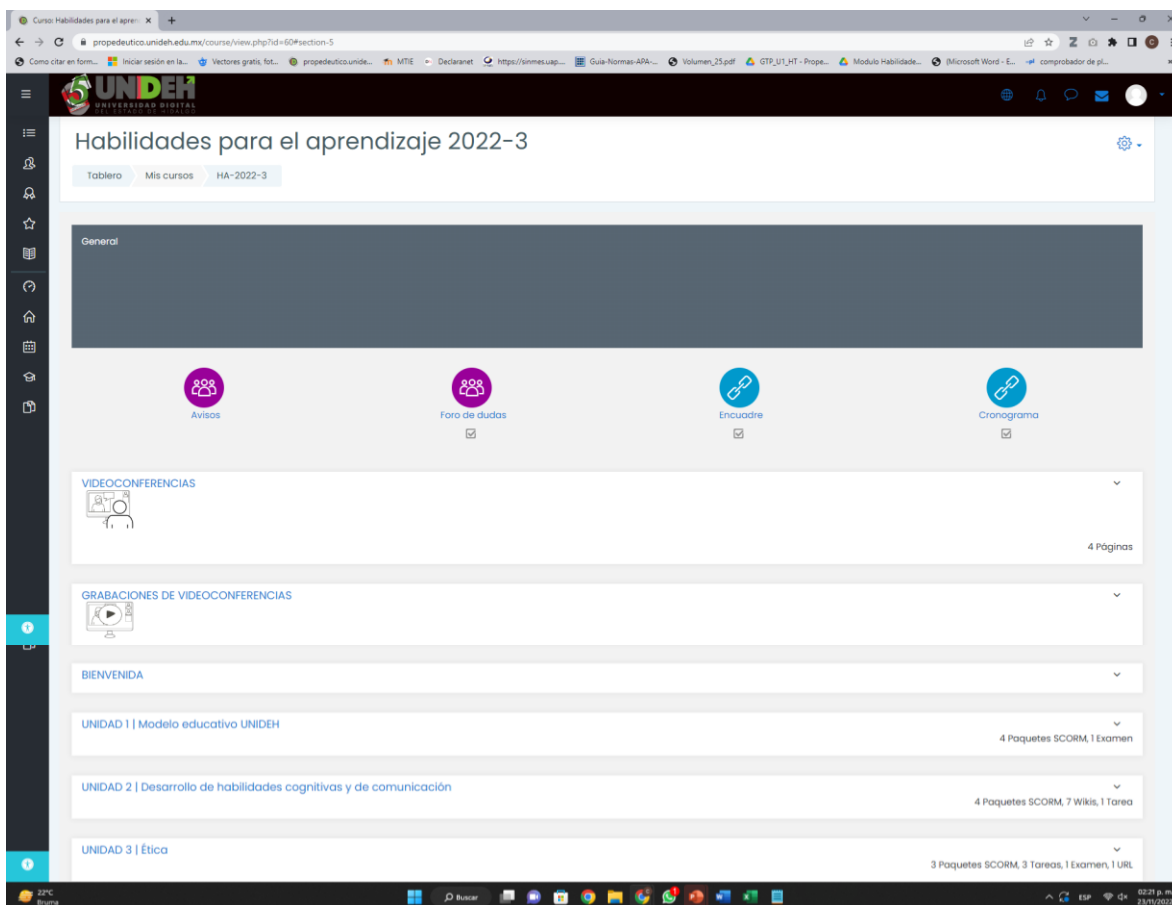 Curso: Habilidades para el apren
propedeutico.unideh.edu.mx/course/view.php?id=60#section-5
Como citar en form... Iniciar sesión en la... Vectores gratis, fot... propedeutico.unide... MTIE Declaranet https://sinmes.uap.... Guia-Normas-APA-... Volumen_25.pdf GTP_U1_HT - Prope... Modulo Habilidade... (Microsoft Word - E... comprobador de pl...
UNIDEH
UNIVERSIDAD DIGITAL
DEL ESTADO DE HIDALGO
Habilidades para el aprendizaje 2022-3
Tablero Mis cursos HA-2022-3
General
Avisos Foro de dudas Encuadre Cronograma
VIDEOCONFERENCIAS
4 Páginas
GRABACIONES DE VIDEOCONFERENCIAS
BIENVENIDA
UNIDAD 1 | Modelo educativo UNIDEH
4 Paquetes SCORM, 1 Examen
UNIDAD 2 | Desarrollo de habilidades cognitivas y de comunicación
4 Paquetes SCORM, 7 Wikis, 1 Tarea
UNIDAD 3 | Ética
3 Paquetes SCORM, 3 Tareas, 1 Examen, 1 URL
22°C
Bruma
Buscar
ESP
02:21 p. m.
23/11/2022